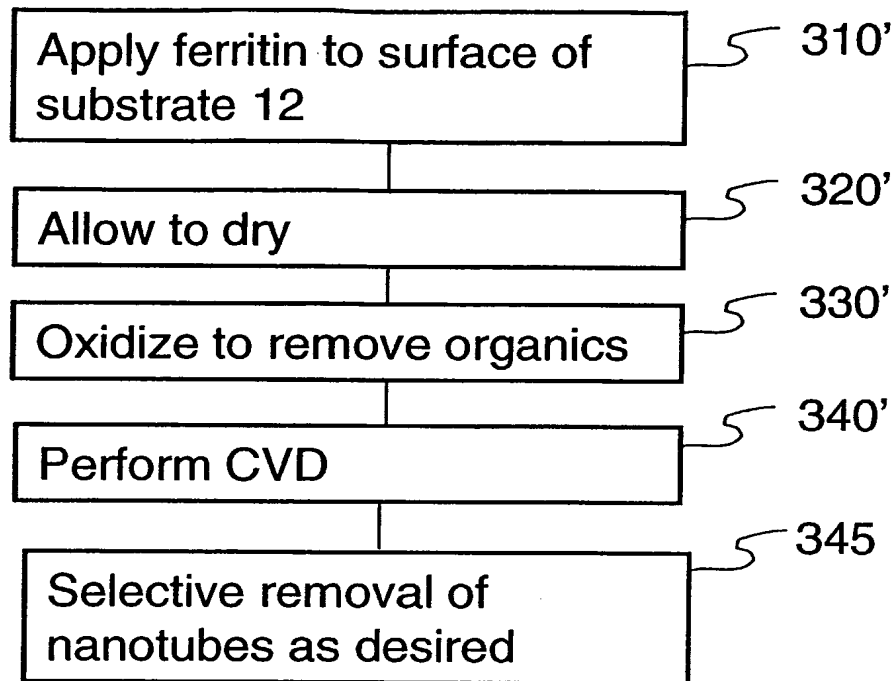 Apply ferritin to surface of
substrate 12
310’
Allow to dry
320’
Oxidize to remove organics
330’
Perform CVD
340’
Selective removal of
nanotubes as desired
345